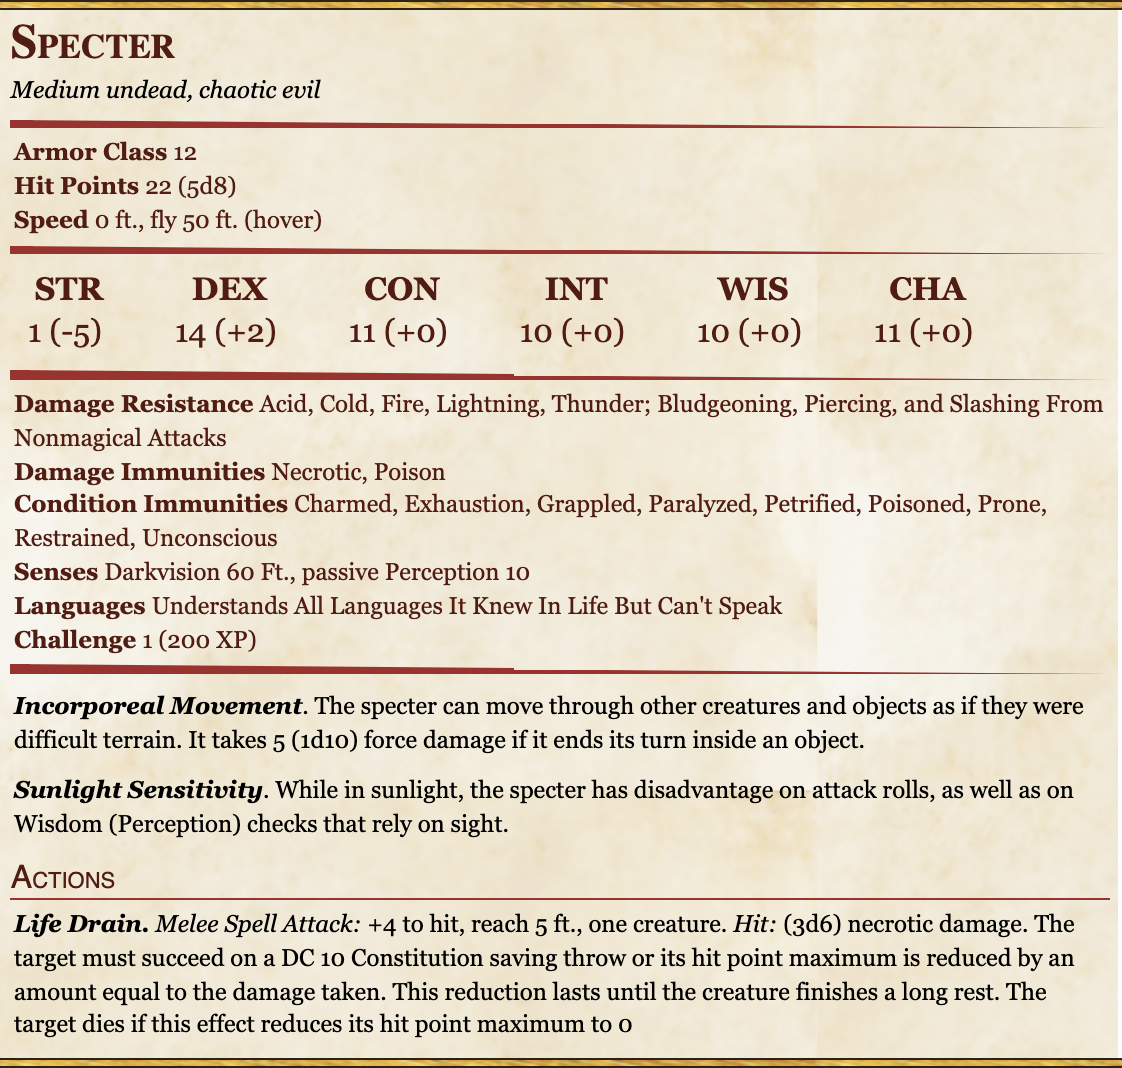 Specter
Medium undead, chaotic evil
Armor Class 12
Hit Points 22 (5d8)
Speed 0 ft., fly 50 ft. (hover)
STR DEX CON INT WIS CHA
1 (-5) 14 (+2) 11 (+0) 10 (+0) 10 (+0) 11 (+0)
Damage Resistance Acid, Cold, Fire, Lightning, Thunder; Bludgeoning, Piercing, and Slashing From
Nonmagical Attacks
Damage Immunities Necrotic, Poison
Condition Immunities Charmed, Exhaustion, Grappled, Paralyzed, Petrified, Poisoned, Prone,
Restrained, Unconscious
Senses Darkvision 60 Ft., passive Perception 10
Languages Understands All Languages It Knew In Life But Can't Speak
Challenge 1 (200 XP)
Incorporeal Movement. The specter can move through other creatures and objects as if they were
difficult terrain. It takes 5 (1d10) force damage if it ends its turn inside an object.
Sunlight Sensitivity. While in sunlight, the specter has disadvantage on attack rolls, as well as on
Wisdom (Perception) checks that rely on sight.
Actions
Life Drain. Melee Spell Attack: +4 to hit, reach 5 ft., one creature. Hit: (3d6) necrotic damage. The
target must succeed on a DC 10 Constitution saving throw or its hit point maximum is reduced by an
amount equal to the damage taken. This reduction lasts until the creature finishes a long rest. The
target dies if this effect reduces its hit point maximum to 0